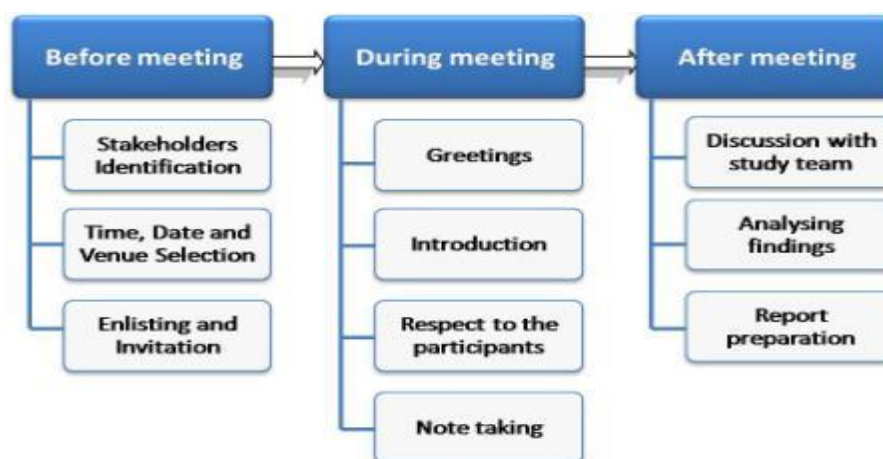 Before meeting
Stakeholders
Identification
Time, Date and
Venue Selection
Enlisting and
Invitation
During meeting
Greetings
Introduction
Respect to the
participants
Note taking
After meeting
Discussion with
study team
Analysing
findings
Report
preparation